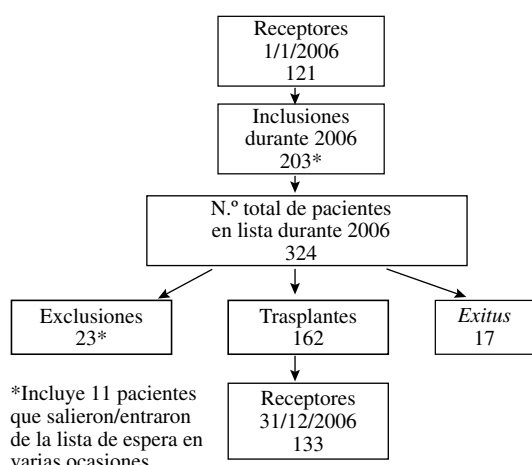 Receptores
1/1/2006
121
Inclusiones
durante 2006
203*
N.º total de pacientes
en lista durante 2006
324
Exclusiones
23*
Trasplantes
162
Exitus
17
*Incluye 11 pacientes
que salieron/entraron
de la lista de espera en
varias ocasiones
Receptores
31/12/2006
133